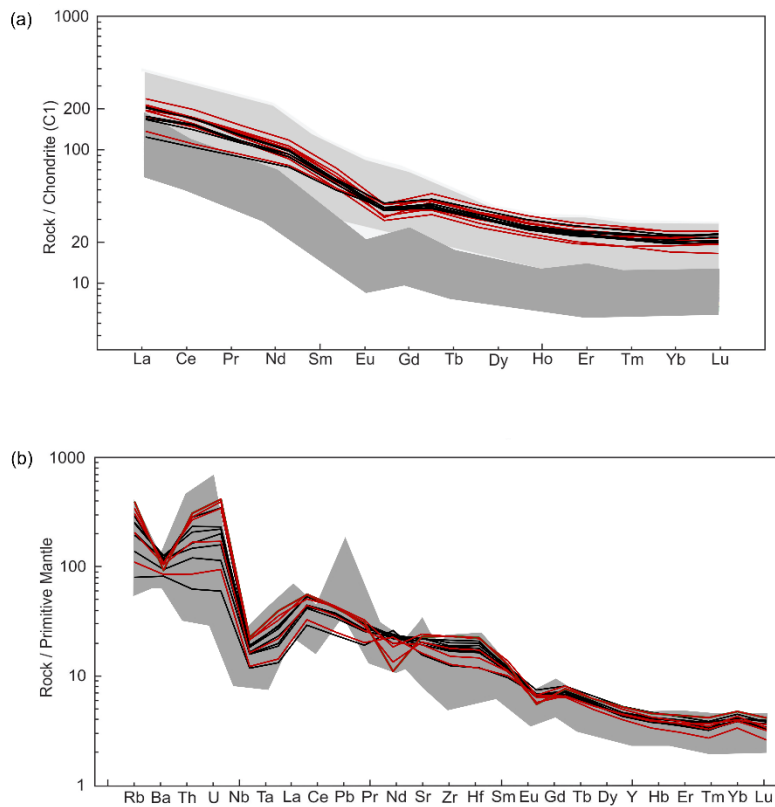 (a)
1000
200
100
20
10
Rock / Chondrite (C1)
La Ce Pr Nd Sm Eu Gd Tb Dy Ho Er Tm Yb Lu
(b)
1000
100
10
1
Rock / Primitive Mantle
Rb Ba Th U Nb Ta La Ce Pb Pr Nd Sr Zr Hf Sm Eu Gd Tb Dy Y Hb Er Tm Yb Lu